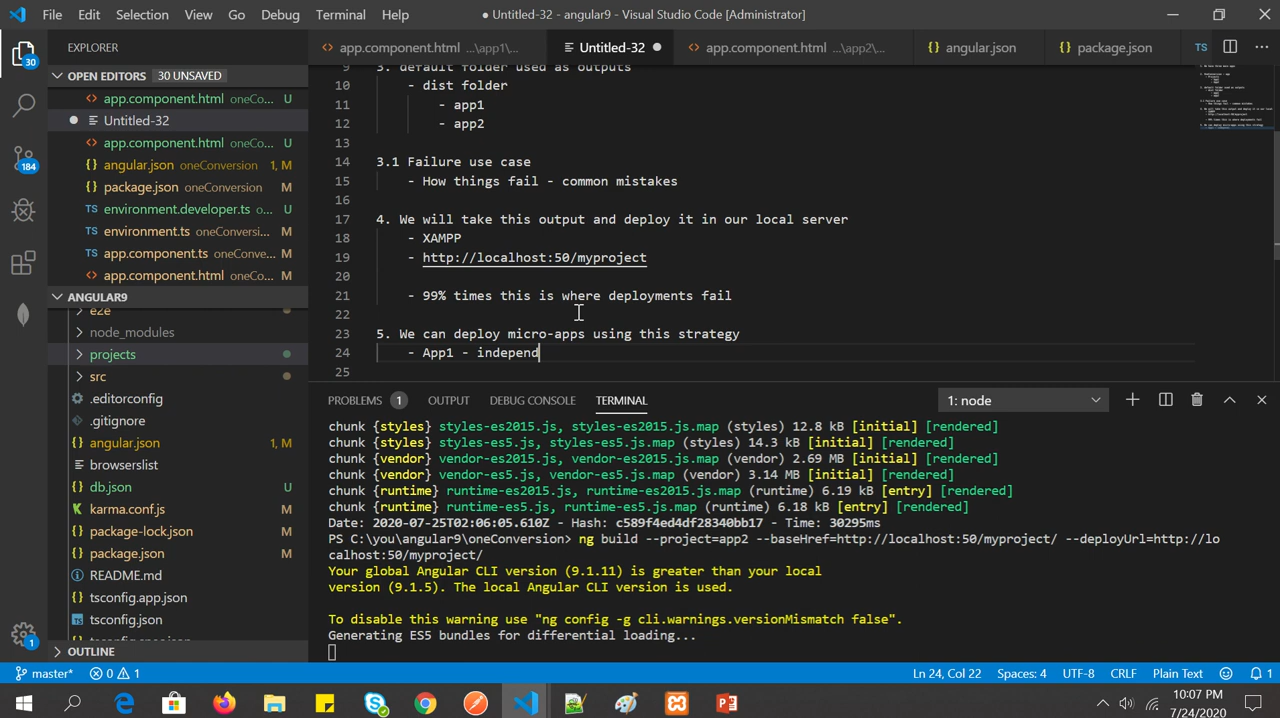 File Edit Selection View Go Debug Terminal Help
● Untitled-32 - angular9 - Visual Studio Code [Administrator]
EXPLORER
app.component.html ...\app1\...
Untitled-32
app.component.html ...\app2\...
{} angular.json
{} package.json
TS
OPEN EDITORS 30 UNSAVED
app.component.html oneCo... U
Untitled-32
app.component.html oneCo... U
{} angular.json oneConversion 1, M
{} package.json oneConversion M
TS environment.developer.ts o... U
TS environment.ts oneConversi... M
TS app.component.ts oneConve... M
app.component.html oneCo... M
ANGULAR9
e2e
node_modules
projects
src
.editorconfig
.gitignore
{} angular.json 1, M
browserslist
{} db.json U
karma.conf.js M
{} package-lock.json M
{} package.json M
README.md
tsconfig.app.json
tsconfig.json
OUTLINE
30
184
1
9 3. default folder used as outputs
10 - dist folder
11 - app1
12 - app2
13
14 3.1 Failure use case
15 - How things fail - common mistakes
16
17 4. We will take this output and deploy it in our local server
18 - XAMPP
19 - http://localhost:50/myproject
20
21 - 99% times this is where deployments fail
22
23 5. We can deploy micro-apps using this strategy
24 - App1 - independ
25
PROBLEMS 1 OUTPUT DEBUG CONSOLE TERMINAL 1: node
chunk {styles} styles-es2015.js, styles-es2015.js.map (styles) 12.8 kB [initial] [rendered]
chunk {styles} styles-es5.js, styles-es5.js.map (styles) 14.3 kB [initial] [rendered]
chunk {vendor} vendor-es2015.js, vendor-es2015.js.map (vendor) 2.69 MB [initial] [rendered]
chunk {vendor} vendor-es5.js, vendor-es5.js.map (vendor) 3.14 MB [initial] [rendered]
chunk {runtime} runtime-es2015.js, runtime-es2015.js.map (runtime) 6.19 kB [entry] [rendered]
chunk {runtime} runtime-es5.js, runtime-es5.js.map (runtime) 6.18 kB [entry] [rendered]
Date: 2020-07-25T02:06:05.610Z - Hash: c589f4ed4df28340bb17 - Time: 30295ms
PS C:\you\angular9\oneConversion> ng build --project=app2 --baseHref=http://localhost:50/myproject/ --deployUrl=http://lo
calhost:50/myproject/
Your global Angular CLI version (9.1.11) is greater than your local
version (9.1.5). The local Angular CLI version is used.
To disable this warning use "ng config -g cli.warnings.versionMismatch false".
Generating ES5 bundles for differential loading...
master* 0 1 Ln 24, Col 22 Spaces: 4 UTF-8 CRLF Plain Text 1
10:07 PM
7/24/2020